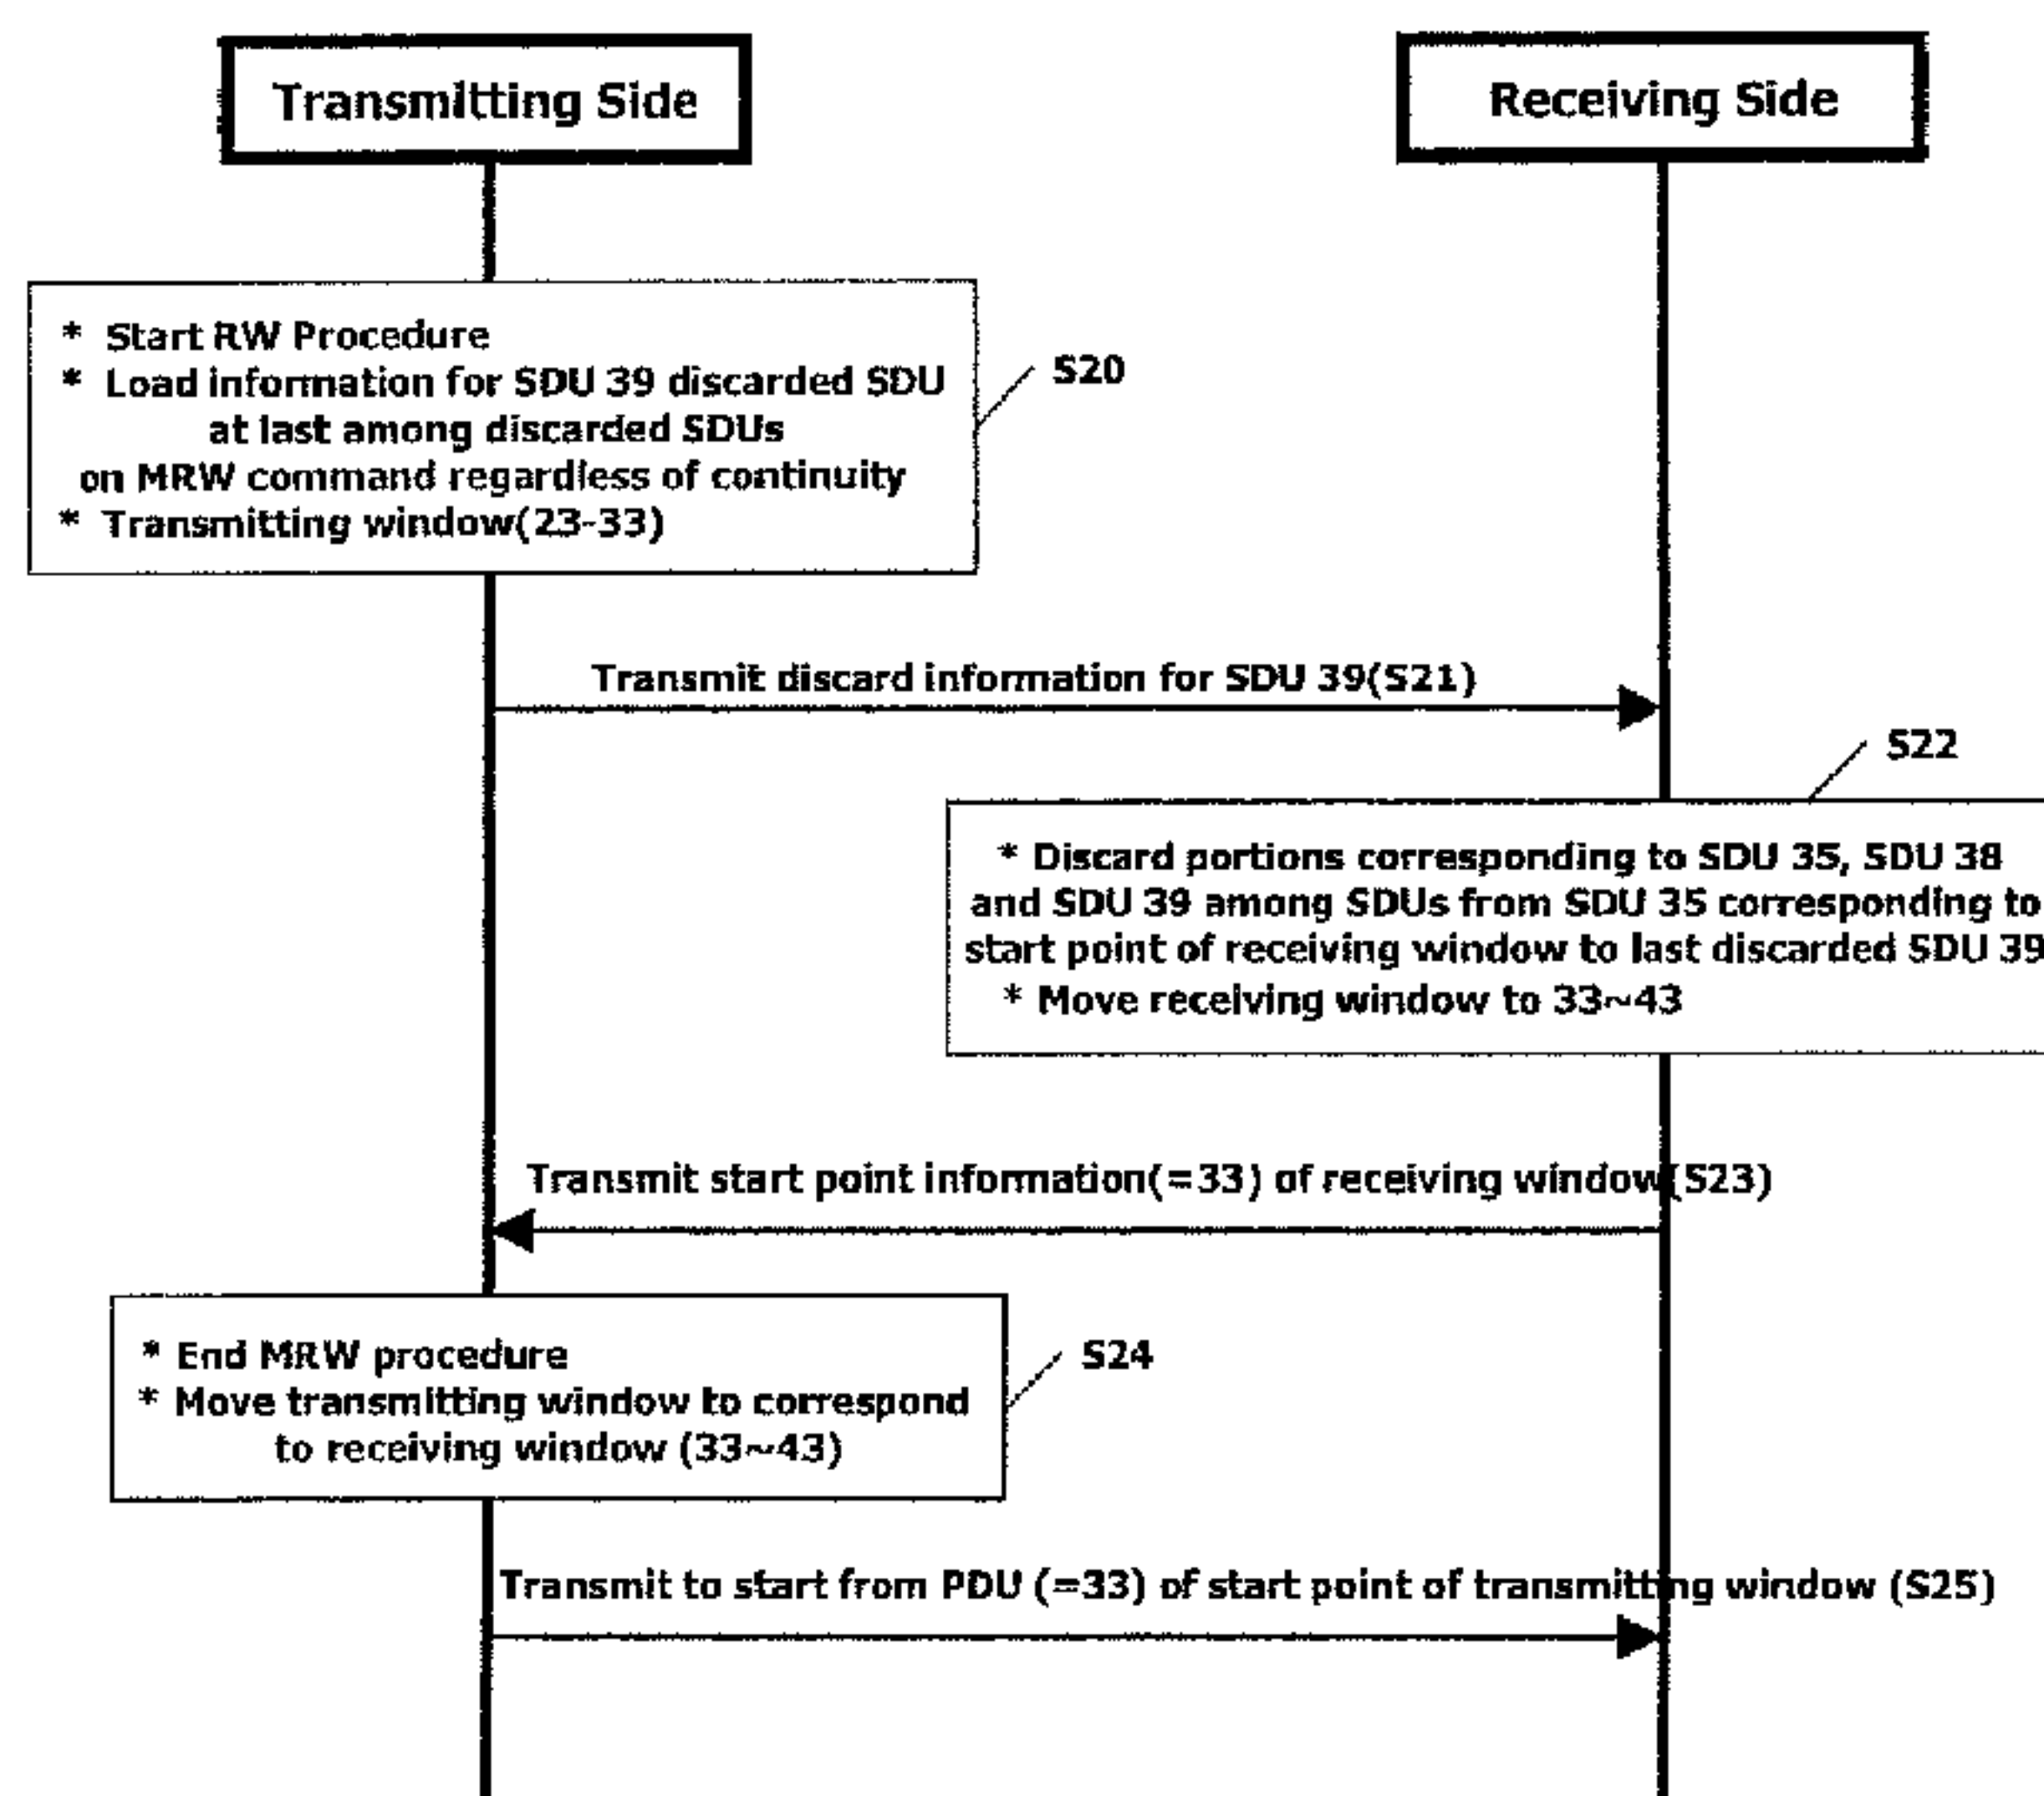 Transmitting Side
Receiving Side
* Start RW Procedure
* Load information for SDU 39 discarded SDU
at last among discarded SDUs
on MRW command regardless of continuity
* Transmitting window(23-33)
S20
Transmit discard information for SDU 39(S21)
S22
* Discard portions corresponding to SDU 35, SDU 38
and SDU 39 among SDUs from SDU 35 corresponding to
start point of receiving window to last discarded SDU 39
* Move receiving window to 33~43
Transmit start point information(=33) of receiving window(S23)
* End MRW procedure
* Move transmitting window to correspond
to receiving window (33~43)
S24
Transmit to start from PDU (=33) of start point of transmitting window (S25)